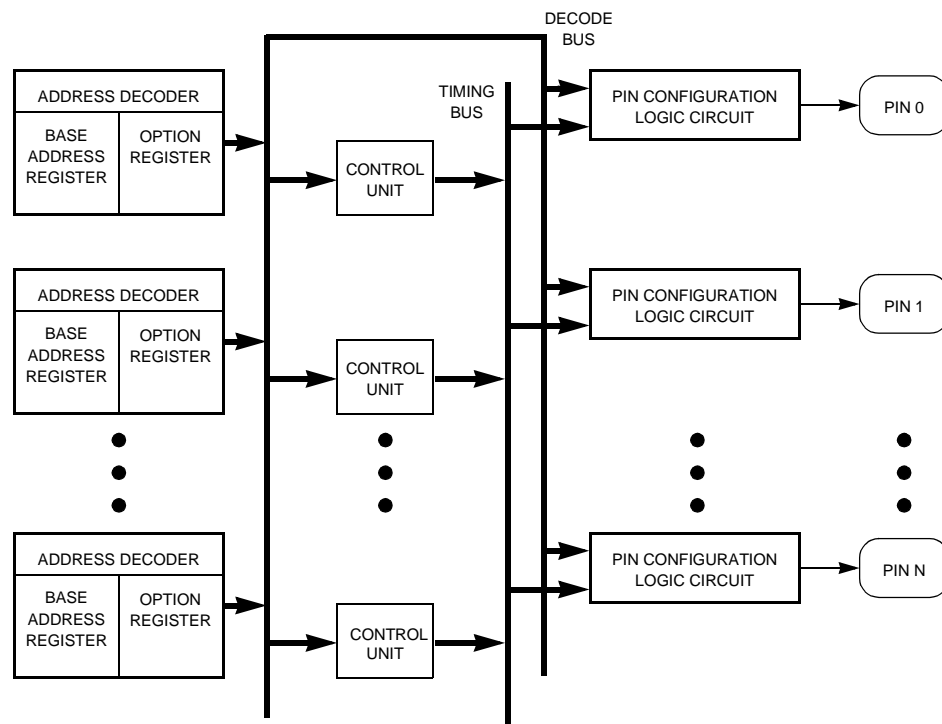 DECODE
BUS
TIMING
BUS
ADDRESS DECODER
BASE
ADDRESS
REGISTER
OPTION
REGISTER
CONTROL
UNIT
PIN CONFIGURATION
LOGIC CIRCUIT
PIN 0
ADDRESS DECODER
BASE
ADDRESS
REGISTER
OPTION
REGISTER
CONTROL
UNIT
PIN CONFIGURATION
LOGIC CIRCUIT
PIN 1
ADDRESS DECODER
BASE
ADDRESS
REGISTER
OPTION
REGISTER
CONTROL
UNIT
PIN CONFIGURATION
LOGIC CIRCUIT
PIN N